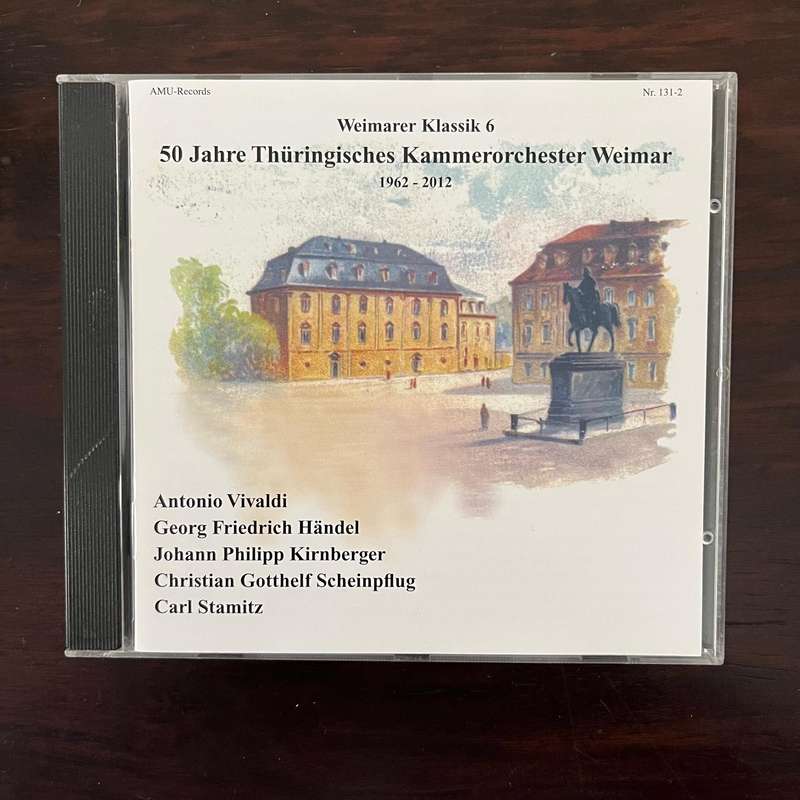 AMU-Records
Nr. 131-2
Weimarer Klassik 6
50 Jahre Thüringisches Kammerorchester Weimar
1962 - 2012
Antonio Vivaldi
Georg Friedrich Händel
Johann Philipp Kirnberger
Christian Gotthelf Scheinpflug
Carl Stamitz